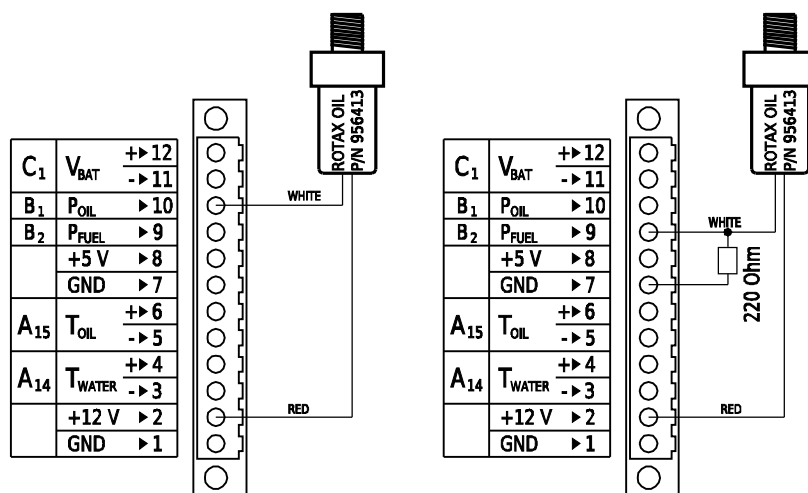 C1 VBAT +▶12
-▶11
B1 POIL ▶10
B2 PFUEL ▶9
+5 V ▶8
GND ▶7
A15 TOIL +▶6
-▶5
A14 TWATER +▶4
-▶3
+12 V ▶2
GND ▶1
WHITE
RED
ROTAX OIL
P/N 956413
C1 VBAT +▶12
-▶11
B1 POIL ▶10
B2 PFUEL ▶9
+5 V ▶8
GND ▶7
A15 TOIL +▶6
-▶5
A14 TWATER +▶4
-▶3
+12 V ▶2
GND ▶1
WHITE
220 Ohm
RED
ROTAX OIL
P/N 956413